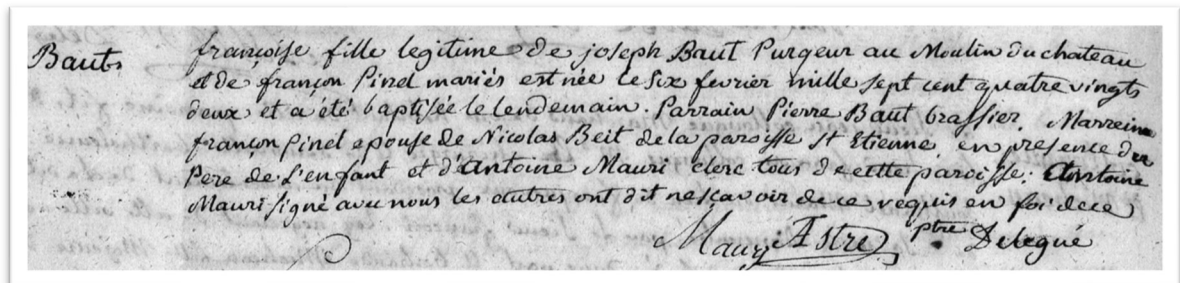 Baut
françoise fille legitime de joseph Baut Purgeur au Moulin du chateau
et de françon Pinel mariés est née le six fevrier mille sept cent quatre vingts
deux et a été baptisée le lendemain. Parrain Pierre Baut brassier. Marreine
françon Pinel epouse de Nicolas Beit de la paroisse St Etienne en presence du
Pere de L'enfant et d'Antoine Mauri clerc tous de cette paroisse. Antoine
Mauri signé avec nous les autres ont dit ne sçavoir de ce requis en foi de ce
Maury Astre ptre Delegué